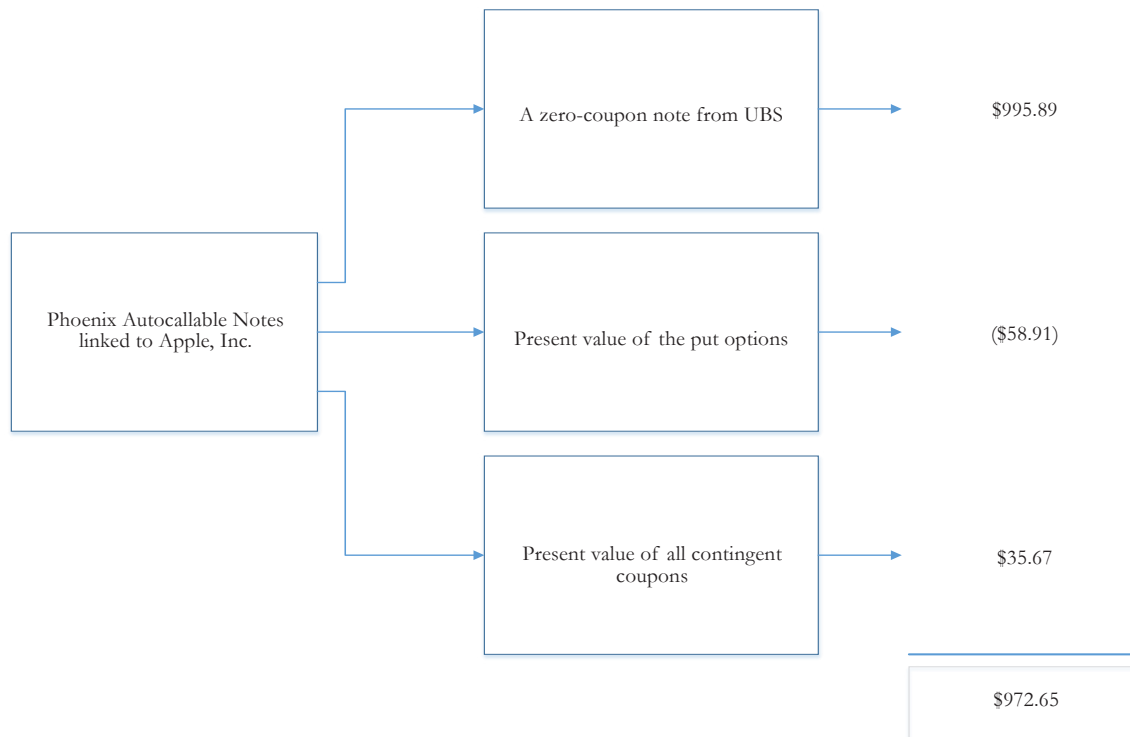 A zero-coupon note from UBS
$995.89
Phoenix Autocallable Notes
linked to Apple, Inc.
Present value of the put options
($58.91)
Present value of all contingent
coupons
$35.67
$972.65